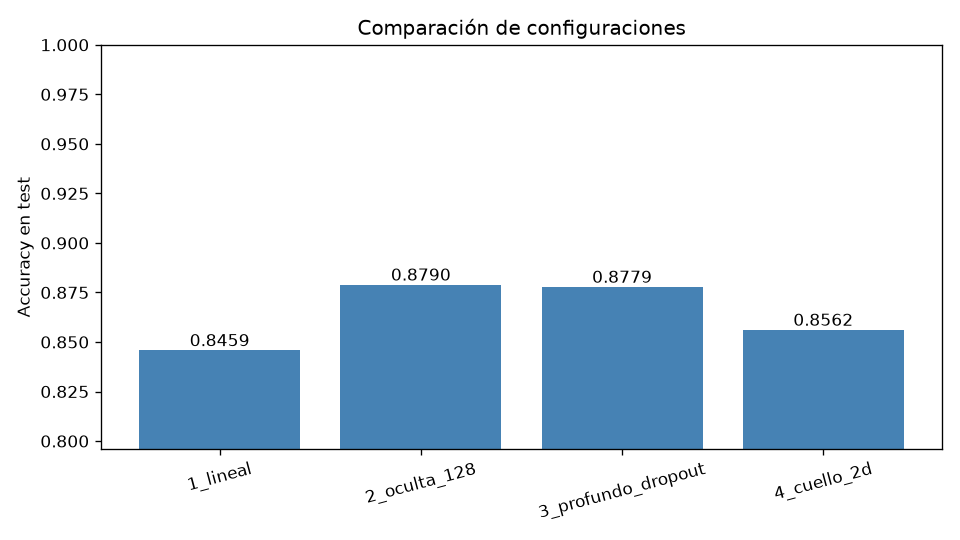 Comparación de configuraciones
Accuracy en test
1.000
0.975
0.950
0.925
0.900
0.875
0.850
0.825
0.800
0.8459
0.8790
0.8779
0.8562
1_lineal
2_oculta_128
3_profundo_dropout
4_cuello_2d